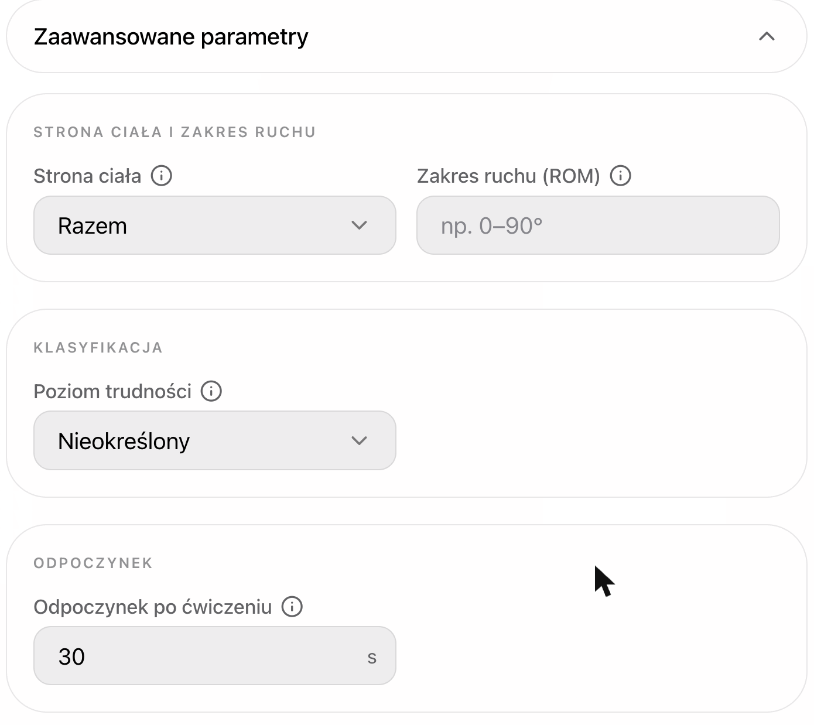 Zaawansowane parametry
STRONA CIAŁA I ZAKRES RUCHU
Strona ciała
Zakres ruchu (ROM)
Razem
np. 0–90°
KLASYFIKACJA
Poziom trudności
Nieokreślony
ODPOCZYNEK
Odpoczynek po ćwiczeniu
30 s